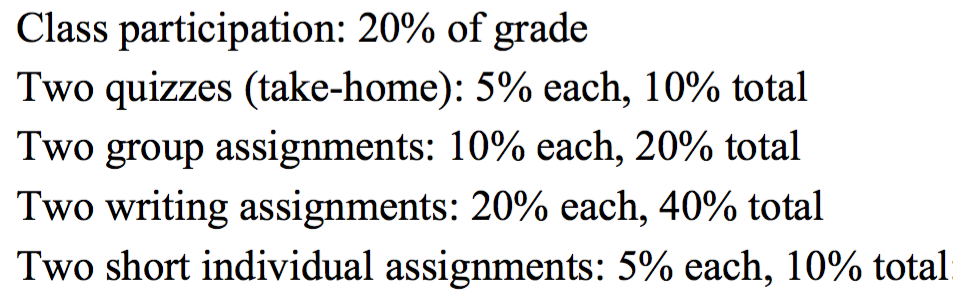 Class participation: 20% of grade
Two quizzes (take-home): 5% each, 10% total
Two group assignments: 10% each, 20% total
Two writing assignments: 20% each, 40% total
Two short individual assignments: 5% each, 10% total